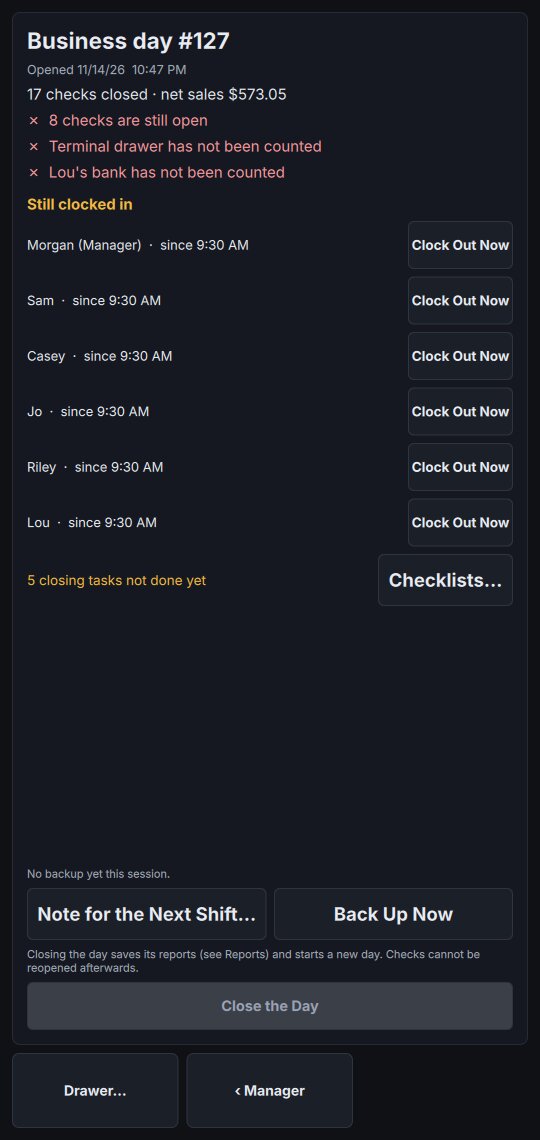 Business day #127
Opened 11/14/26 10:47 PM
17 checks closed · net sales $573.05
× 8 checks are still open
× Terminal drawer has not been counted
× Lou's bank has not been counted
Still clocked in
Morgan (Manager) · since 9:30 AM
Clock Out Now
Sam · since 9:30 AM
Clock Out Now
Casey · since 9:30 AM
Clock Out Now
Jo · since 9:30 AM
Clock Out Now
Riley · since 9:30 AM
Clock Out Now
Lou · since 9:30 AM
Clock Out Now
5 closing tasks not done yet
Checklists...
No backup yet this session.
Note for the Next Shift...
Back Up Now
Closing the day saves its reports (see Reports) and starts a new day. Checks cannot be
reopened afterwards.
Close the Day
Drawer...
‹ Manager